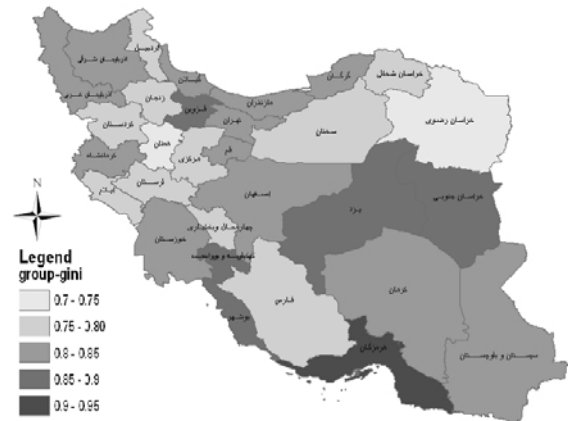 اردبیل
آذربایجان شرقی
گیلان
آذربایجان غربی
گرگان
خراسان شمالی
مازندران
زنجان
قزوین
تهران
سمنان
خراسان رضوی
کردستان
همدان
قم
مرکزی
کرمانشاه
لرستان
ایلام
اصفهان
یزد
خراسان جنوبی
چهارمحال وبختیاری
خوزستان
کهکیلویه و بویراحمد
فارس
کرمان
بوشهر
هرمزگان
سیستان و بلوچستان
N
Legend
group-gini
0.7 - 0.75
0.75 - 0.80
0.8 - 0.85
0.85 - 0.9
0.9 - 0.95